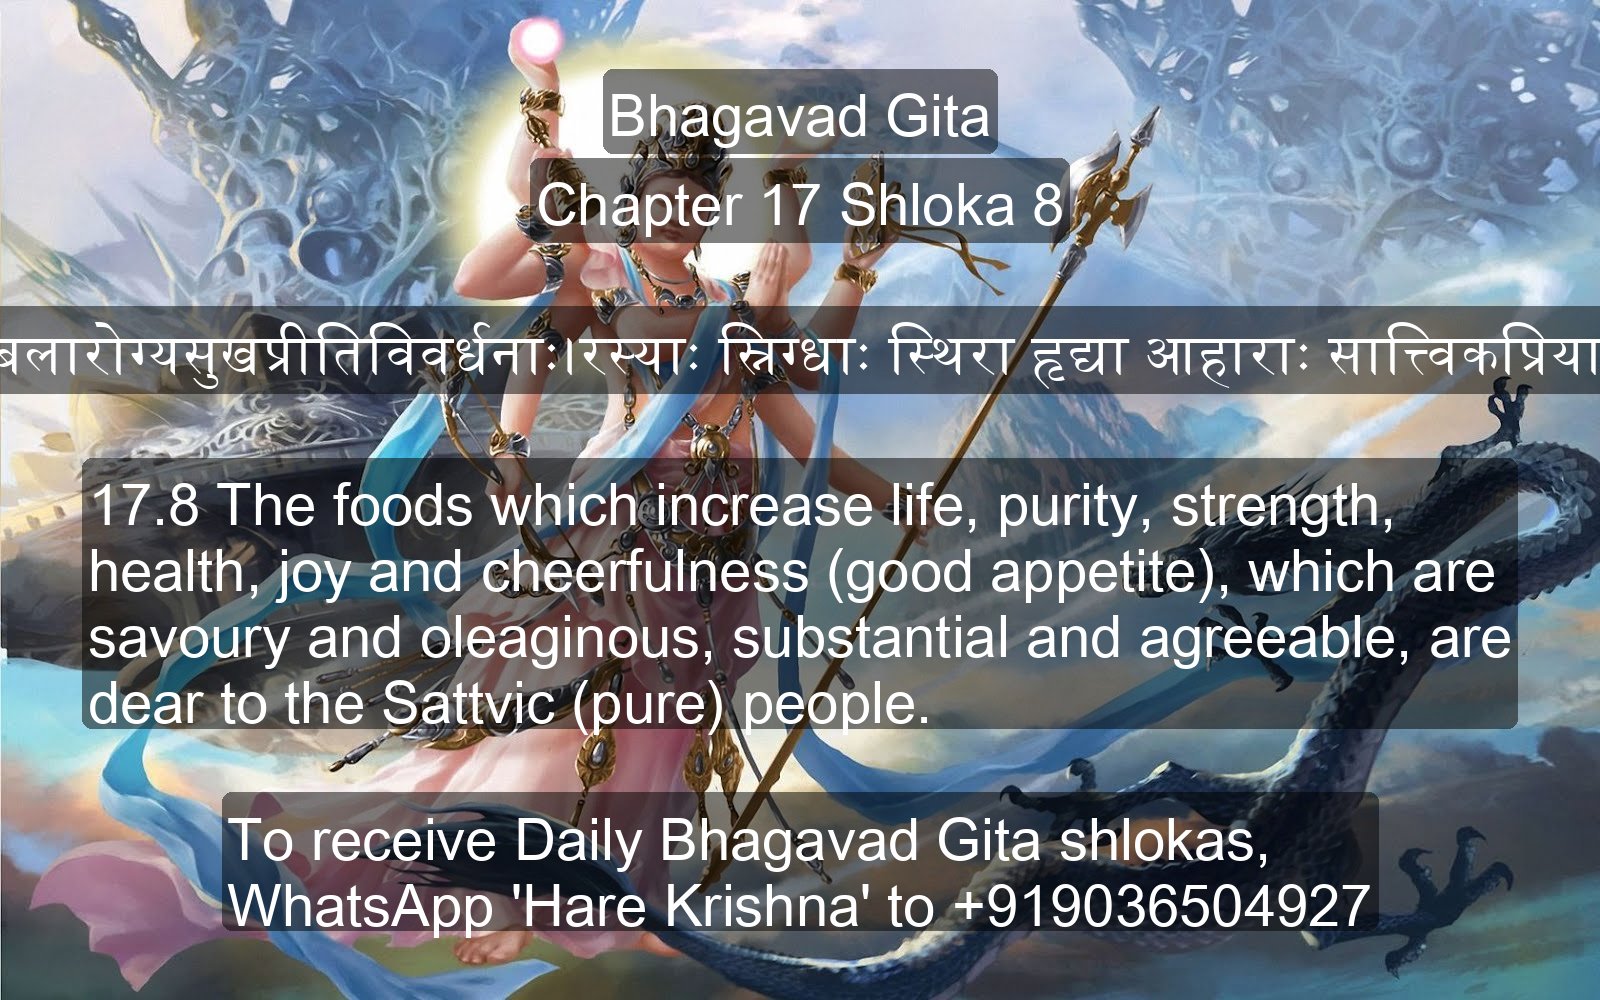 Bhagavad Gita
Chapter 17 Shloka 8
बलारोग्यसुखप्रीतिविवर्धनाः।रस्याः स्निग्धाः स्थिरा हृद्या आहाराः सात्त्विकप्रिया
17.8 The foods which increase life, purity, strength,
health, joy and cheerfulness (good appetite), which are
savoury and oleaginous, substantial and agreeable, are
dear to the Sattvic (pure) people.
To receive Daily Bhagavad Gita shlokas,
WhatsApp 'Hare Krishna' to +919036504927